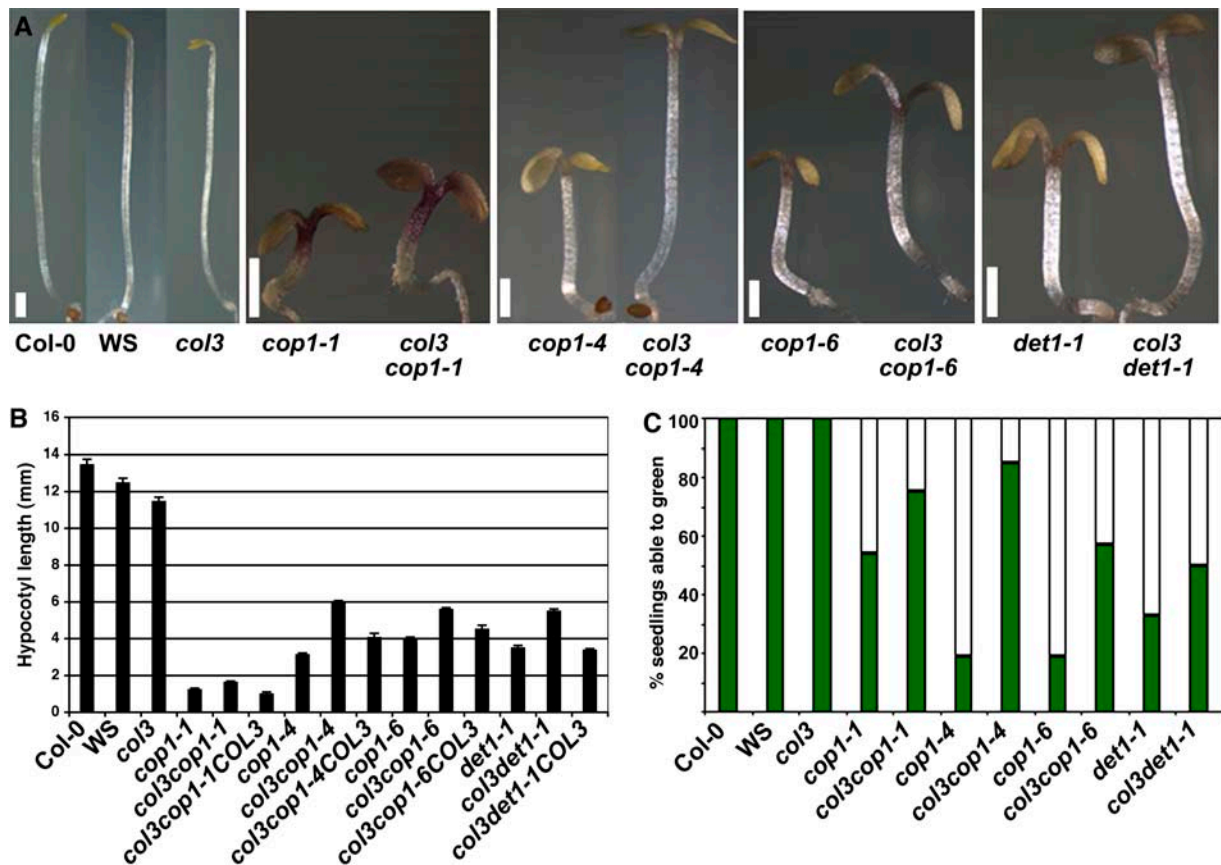 A
Col-0 WS col3 cop1-1 col3 cop1-4 col3 cop1-6 col3 det1-1 col3
cop1-1 cop1-4 cop1-6 det1-1
B
Hypocotyl length (mm)
16
14
12
10
8
6
4
2
0
Col-0
WS
col3
cop1-1
col3cop1-1
col3cop1-1COL3
cop1-4
col3cop1-4
col3cop1-4COL3
cop1-6
col3cop1-6
col3cop1-6COL3
det1-1
col3det1-1
col3det1-1COL3
C
% seedlings able to green
100
80
60
40
20
Col-0
WS
col3
cop1-1
col3cop1-1
cop1-4
col3cop1-4
cop1-6
col3cop1-6
det1-1
col3det1-1